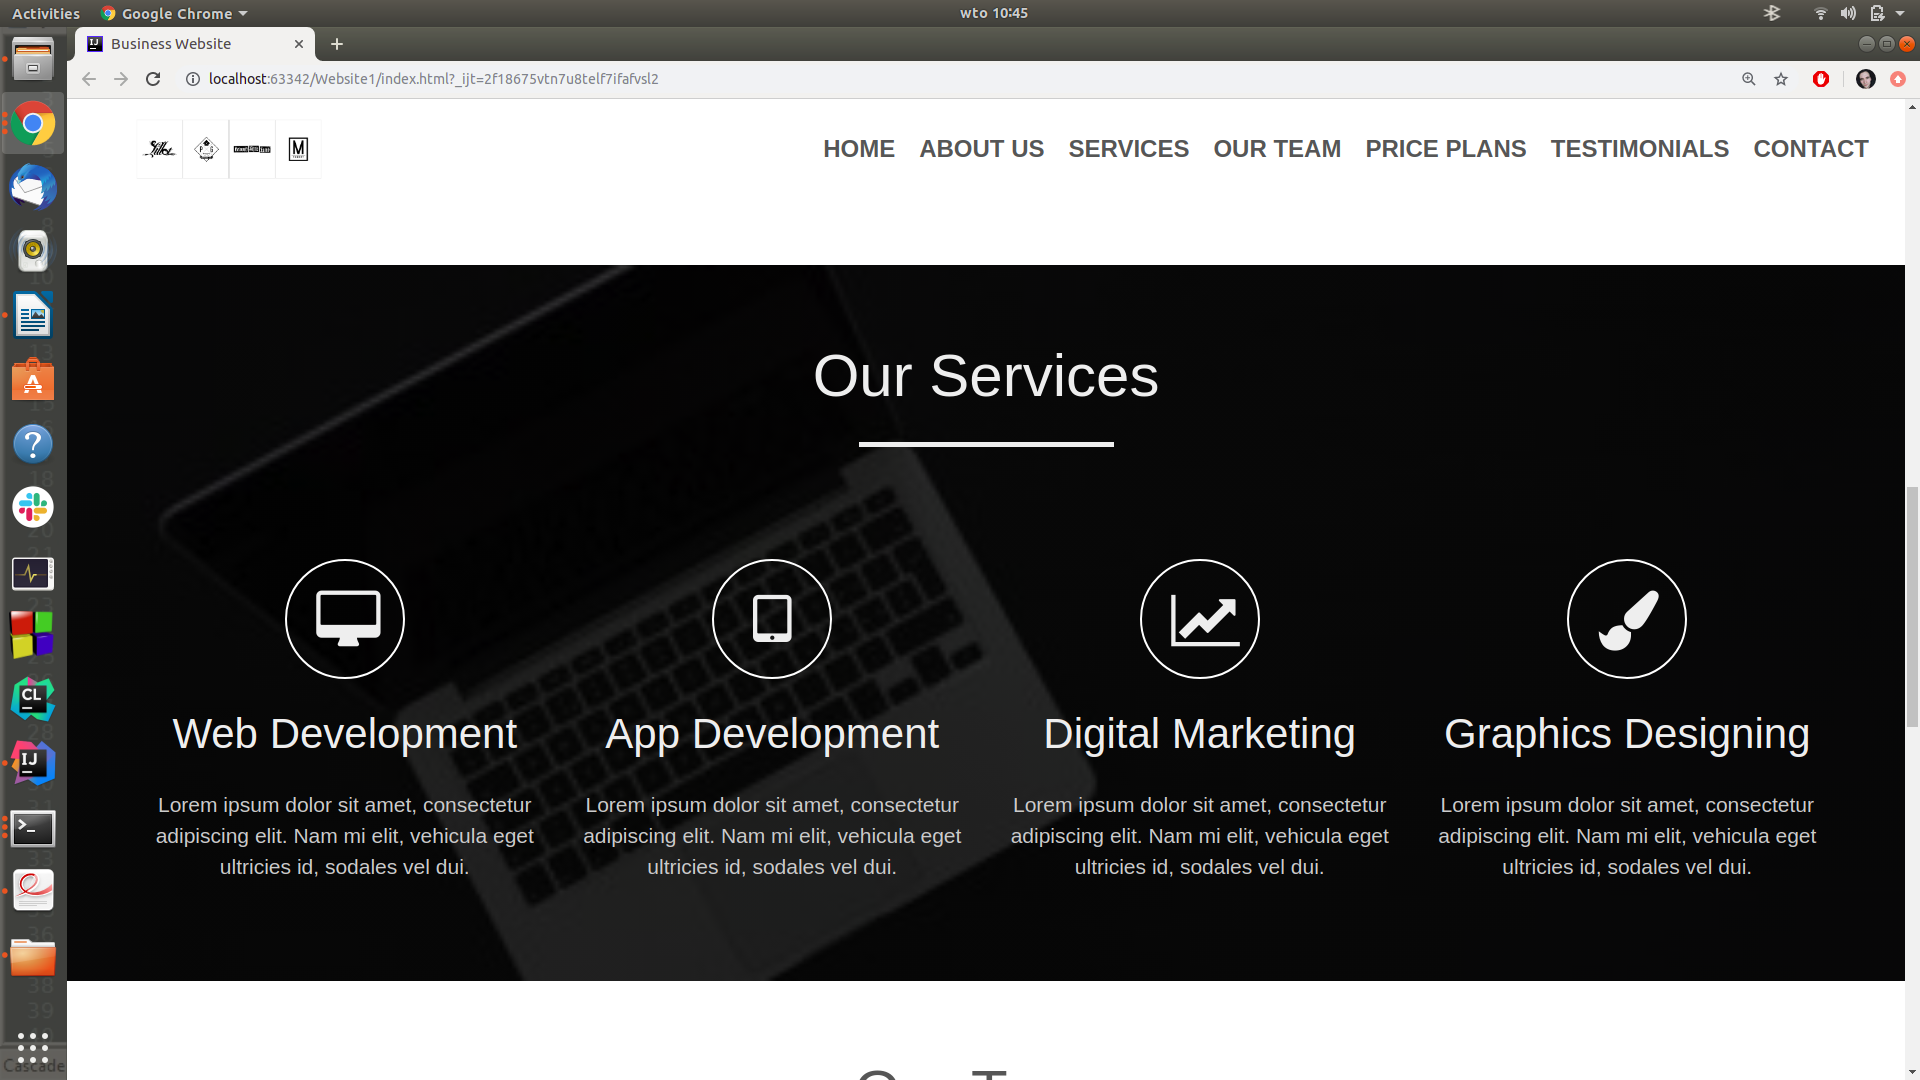 Activities
Google Chrome
wto 10:45
Business Website
localhost:63342/Website1/index.html?_ijt=2f18675vtn7u8telf7ifafvsl2
HOME ABOUT US SERVICES OUR TEAM PRICE PLANS TESTIMONIALS CONTACT
Our Services
Web Development
Lorem ipsum dolor sit amet, consectetur
adipiscing elit. Nam mi elit, vehicula eget
ultricies id, sodales vel dui.
App Development
Lorem ipsum dolor sit amet, consectetur
adipiscing elit. Nam mi elit, vehicula eget
ultricies id, sodales vel dui.
Digital Marketing
Lorem ipsum dolor sit amet, consectetur
adipiscing elit. Nam mi elit, vehicula eget
ultricies id, sodales vel dui.
Graphics Designing
Lorem ipsum dolor sit amet, consectetur
adipiscing elit. Nam mi elit, vehicula eget
ultricies id, sodales vel dui.
CL
IJ
Cascade